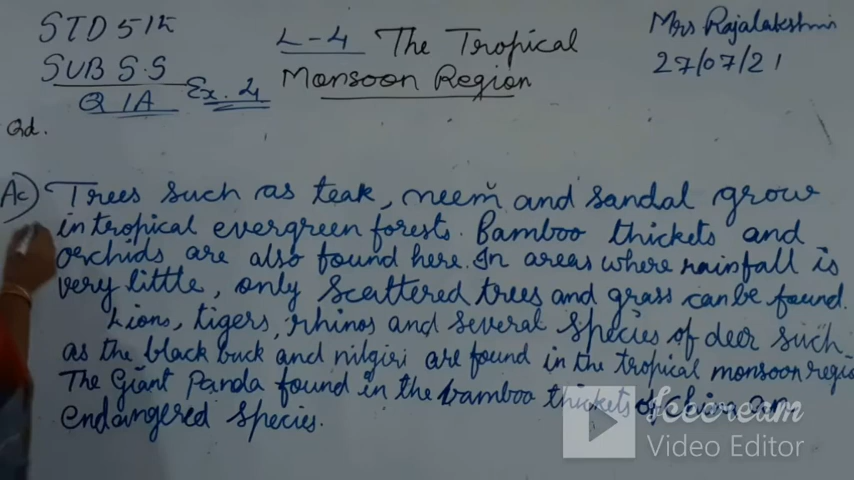 STD 5th
SUB S.S
Q1A Ex. 4
L-4 The Tropical
Monsoon Region
Mrs Rajalakshmi
27/07/21
Qd.
A<) Trees such as teak, neem and sandal grow
in tropical evergreen forests. Bamboo thickets and
orchids are also found here. In areas where rainfall is
very little, only scattered trees and grass can be found.
Lions, tigers, rhinos and several species of deer such
as the black buck and nilgiri are found in the tropical monsoon regio
The Giant Panda found in the bamboo thickets of China an
endangered species.
Video Editor